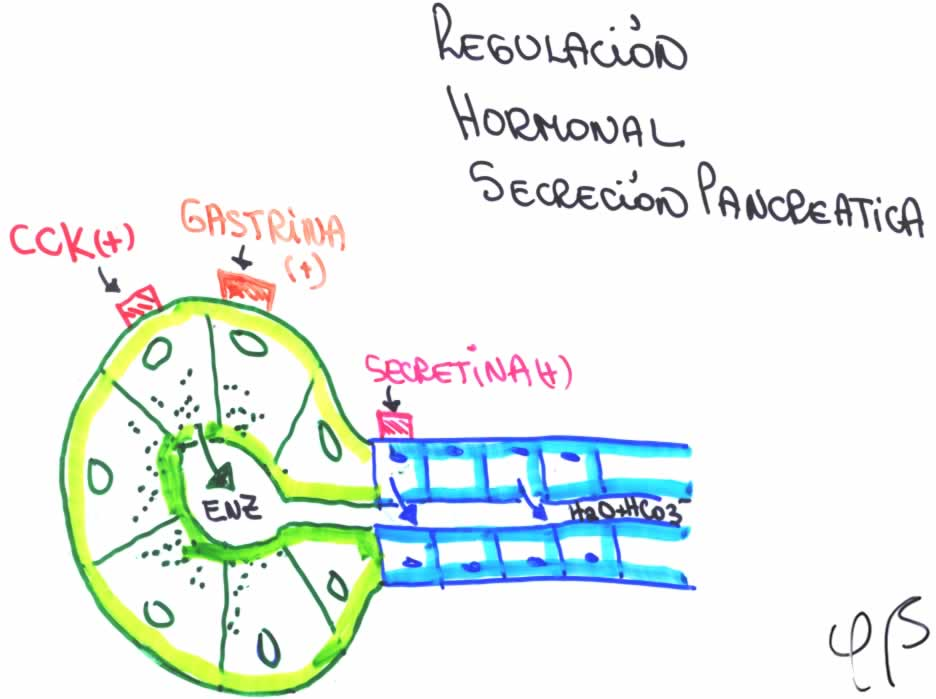 REGULACIÓN
HORMONAL
SECRECIÓN PANCREATICA
CCK(+)
GASTRINA
(+)
SECRETINA(+)
ENZ
H2O+HCO3-